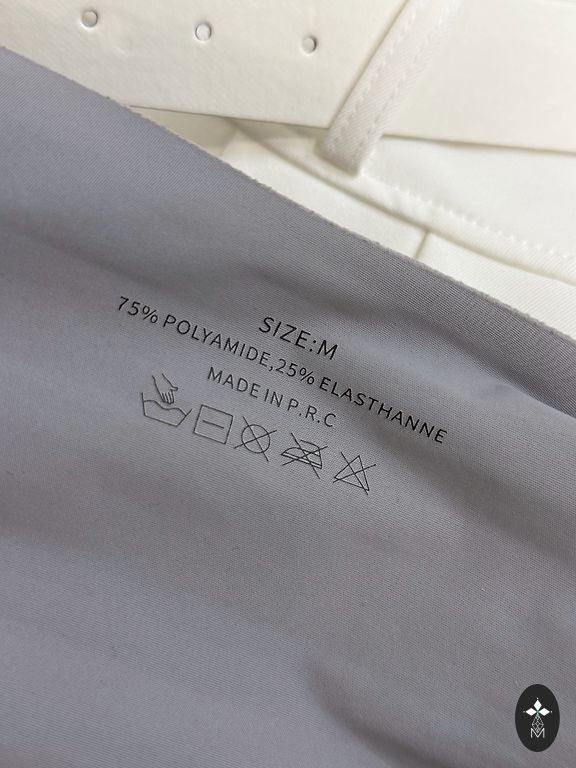 SIZE:M
75% POLYAMIDE,25% ELASTHANNE
MADE IN P.R.C
M